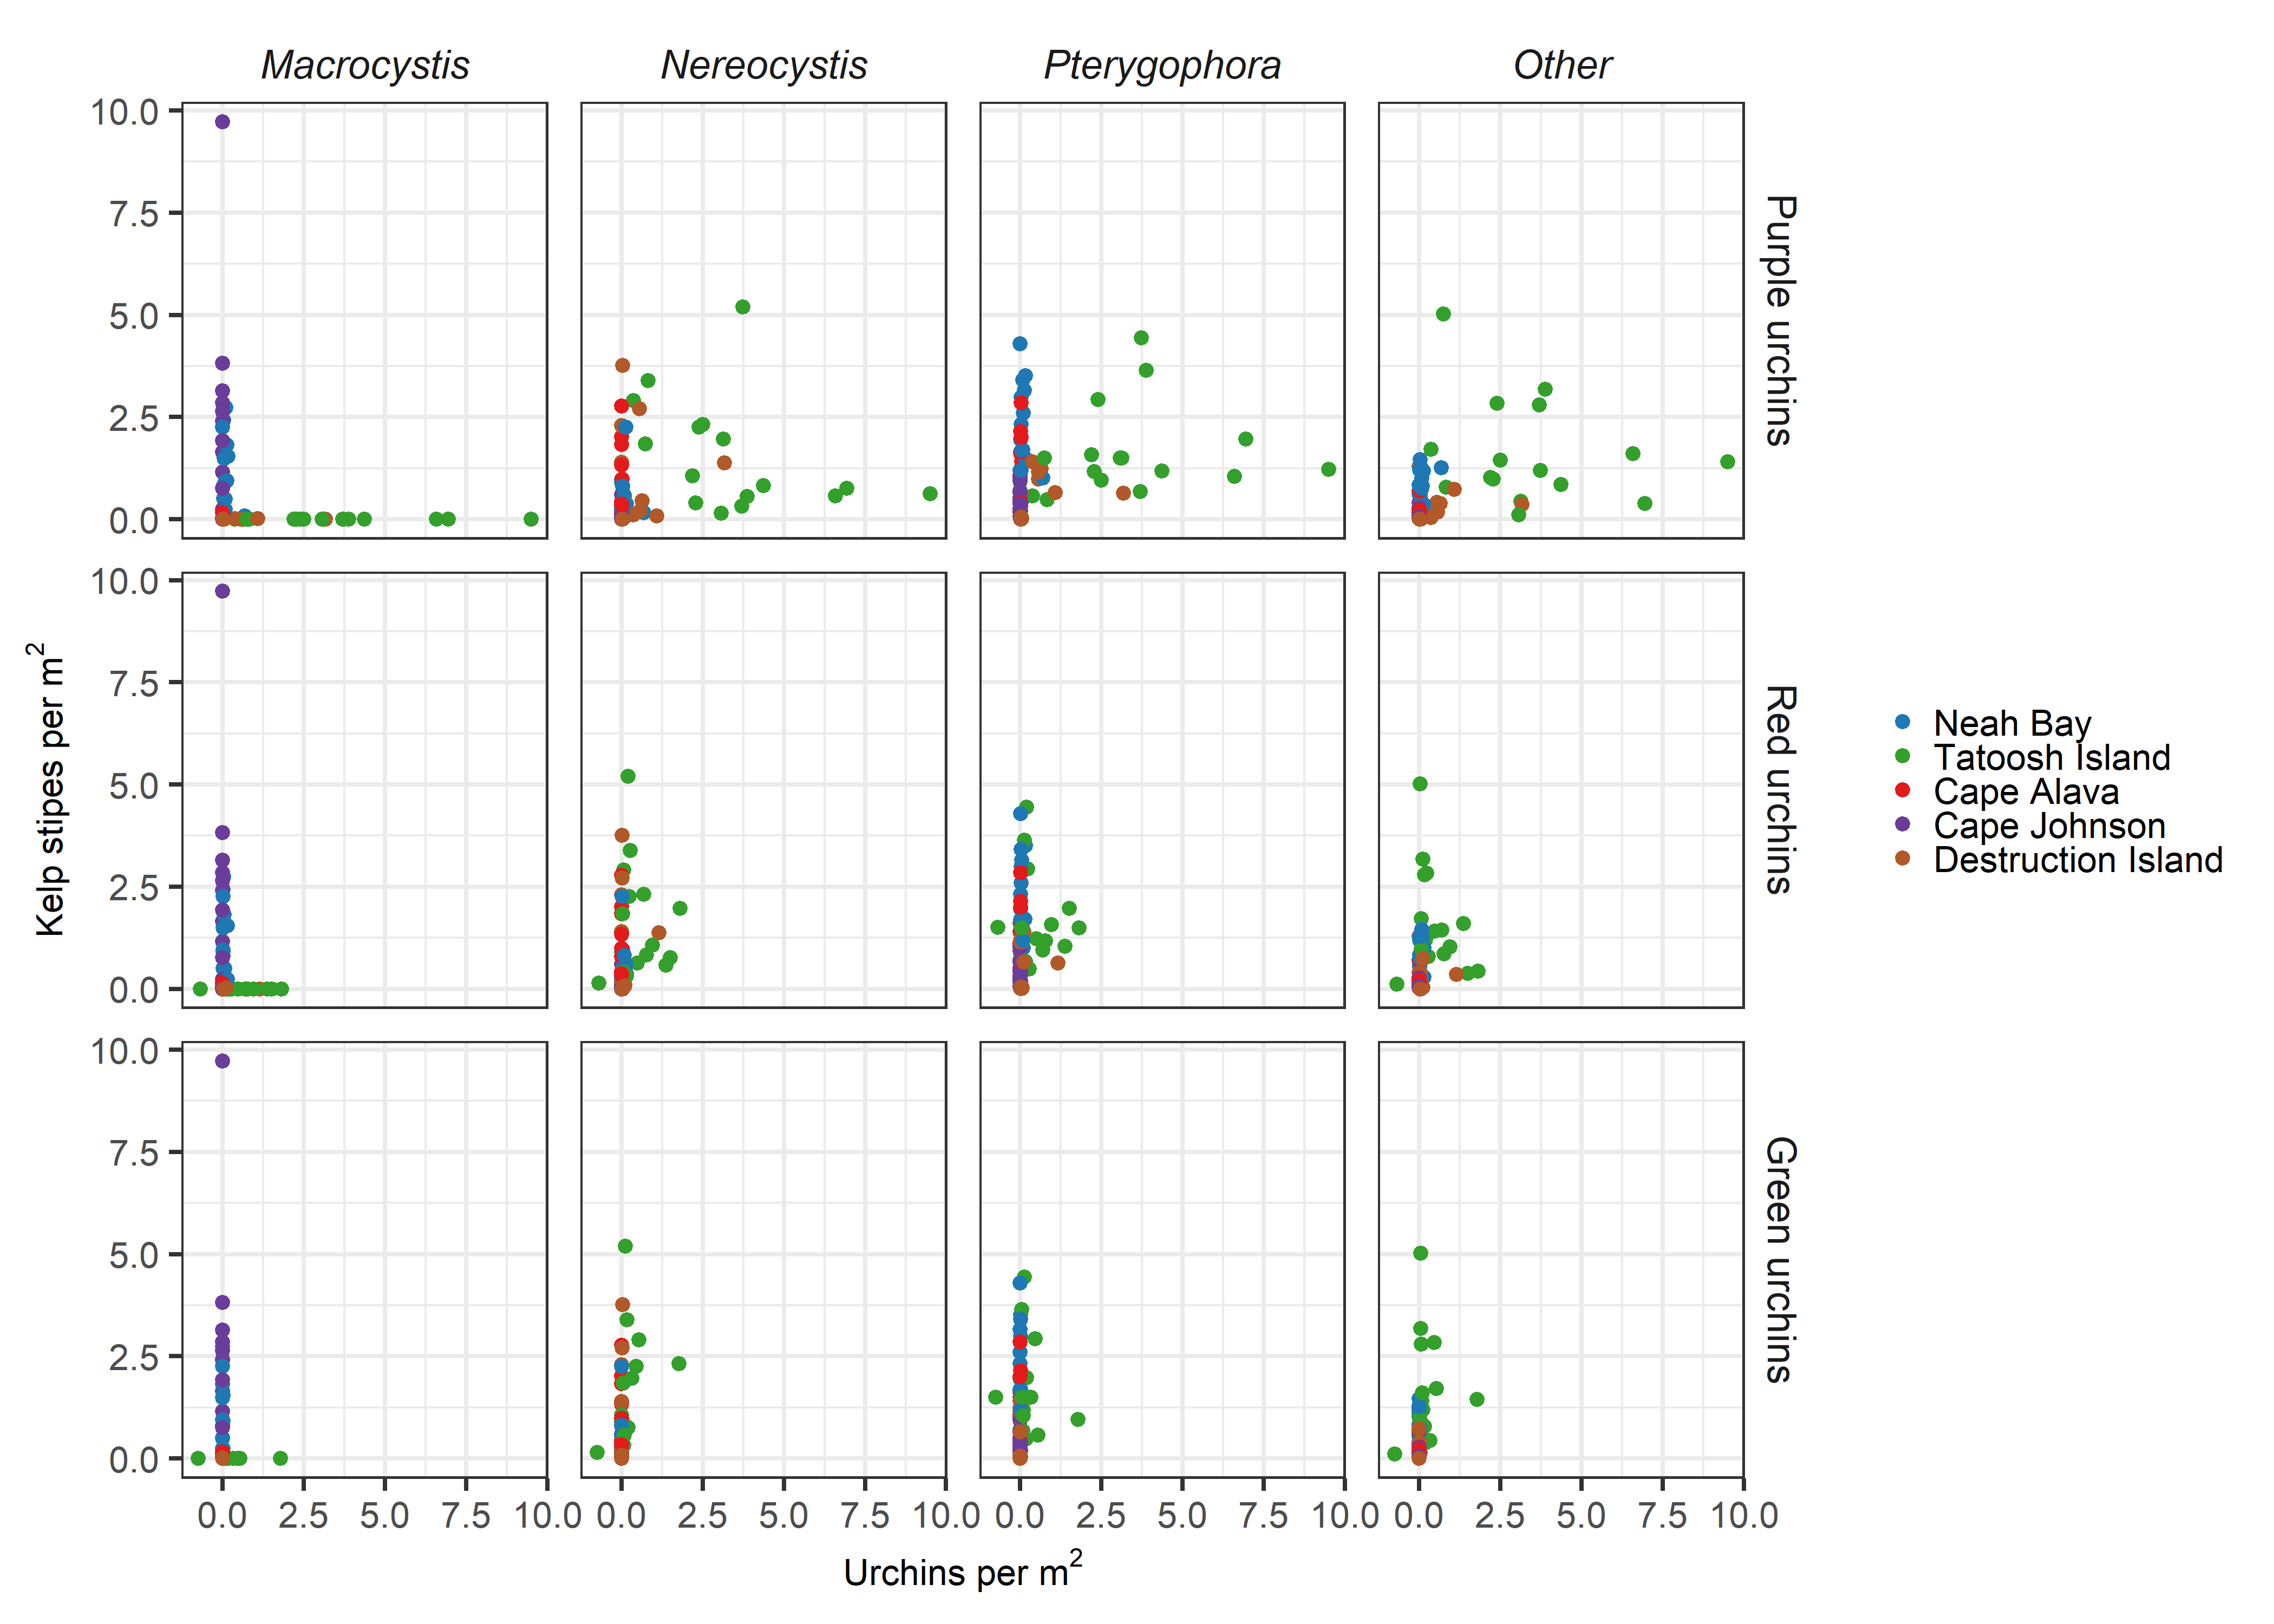 Macrocystis Nereocystis Pterygophora Other
10.0
7.5
5.0
2.5
0.0
Purple urchins
10.0
7.5
5.0
2.5
0.0
Red urchins
10.0
7.5
5.0
2.5
0.0
Green urchins
Kelp stipes per m²
0.0 2.5 5.0 7.5 10.0 0.0 2.5 5.0 7.5 10.0 0.0 2.5 5.0 7.5 10.0 0.0 2.5 5.0 7.5 10.0
Urchins per m²
Neah Bay
Tatoosh Island
Cape Alava
Cape Johnson
Destruction Island